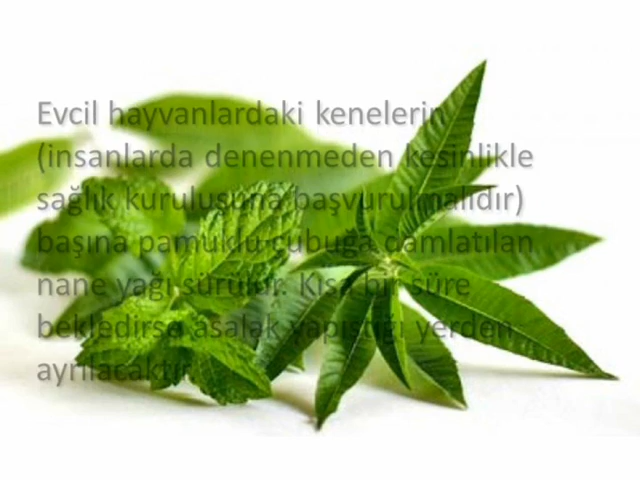 Evcil hayvanlardaki kenelerin
(insanlarda denenmeden kesinlikle
sağlık kuruluşuna başvurulmalıdır)
başına pamuklu çubuğa damlatılan
nane yağı sürülür. Kısa bir süre
bekledirse asalak yapıştığı yerden
ayrılacaktır